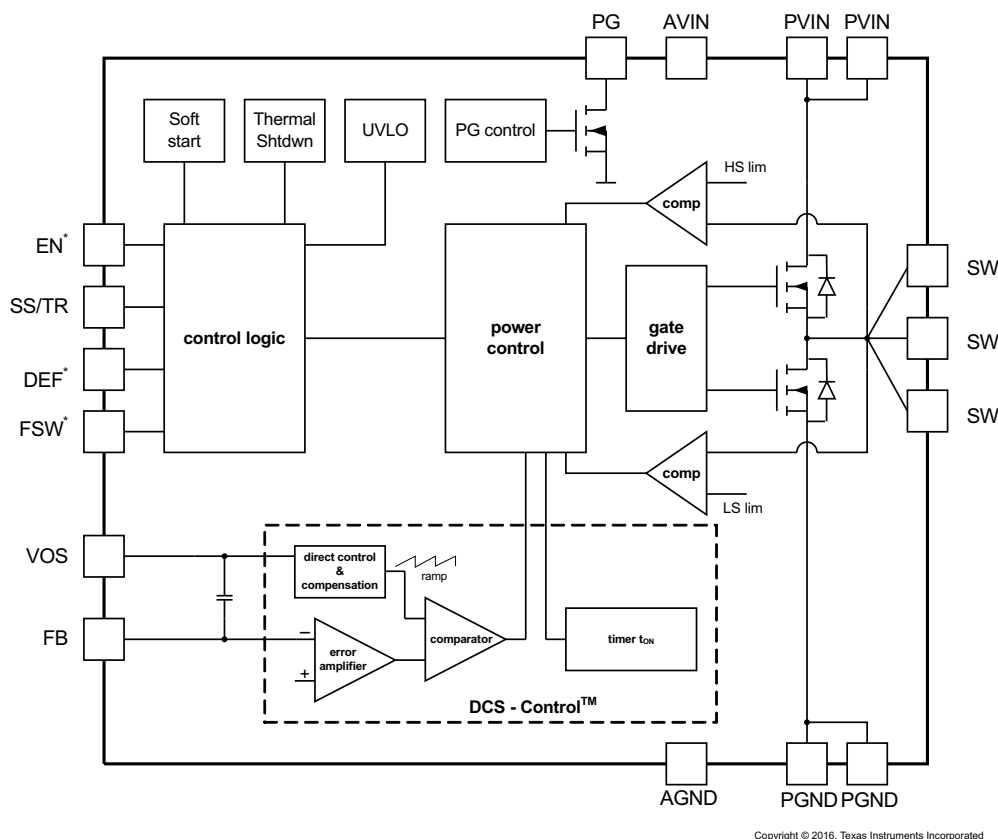 PG AVIN PVIN PVIN
Soft
start
Thermal
Shtdwn
UVLO
PG control
HS lim
comp
EN*
SS/TR
DEF*
FSW*
control logic
power
control
gate
drive
SW
SW
SW
comp
LS lim
VOS
FB
direct control
&
compensation
ramp
error
amplifier
− +
comparator
timer tON
DCS - Control™
AGND
PGND PGND
Copyright © 2016, Texas Instruments Incorporated